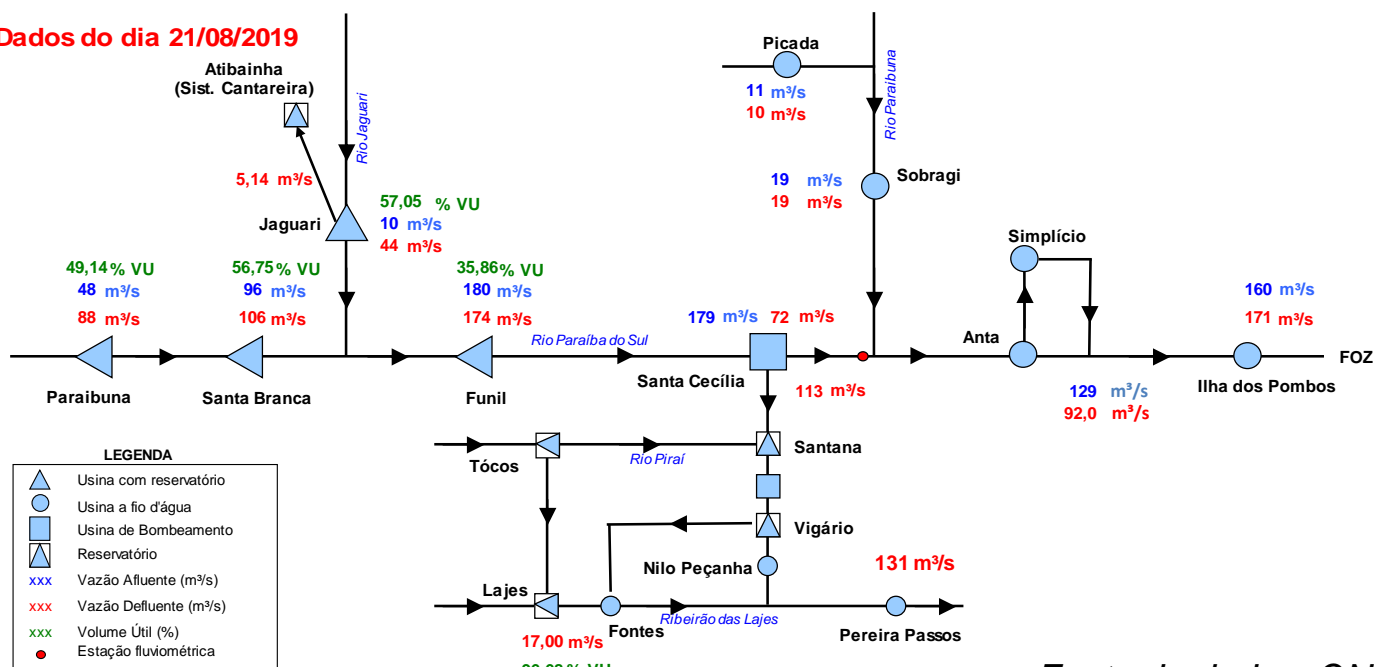 Dados do dia 21/08/2019
Picada
11 m³/s
10 m³/s
Rio Paraibuna
Atibainha
(Sist. Cantareira)
Rio Jaguari
5,14 m³/s
57,05 % VU
Jaguari
10 m³/s
44 m³/s
19 m³/s
19 m³/s
Sobragi
Simplício
49,14 % VU
48 m³/s
88 m³/s
56,75 % VU
96 m³/s
106 m³/s
35,86 % VU
180 m³/s
174 m³/s
Rio Paraíba do Sul
179 m³/s 72 m³/s
160 m³/s
171 m³/s
Anta
FOZ
Paraibuna
Santa Branca
Funil
Santa Cecília
113 m³/s
129 m³/s
92,0 m³/s
Ilha dos Pombos
LEGENDA
Usina com reservatório
Usina a fio d'água
Usina de Bombeamento
Reservatório
xxx Vazão Afluente (m³/s)
xxx Vazão Defluente (m³/s)
xxx Volume Útil (%)
Estação fluviométrica
Tócos
Rio Piraí
Santana
Vigário
Nilo Peçanha
131 m³/s
Lajes
Fontes
Ribeirão das Lajes
Pereira Passos
17,00 m³/s
% VU